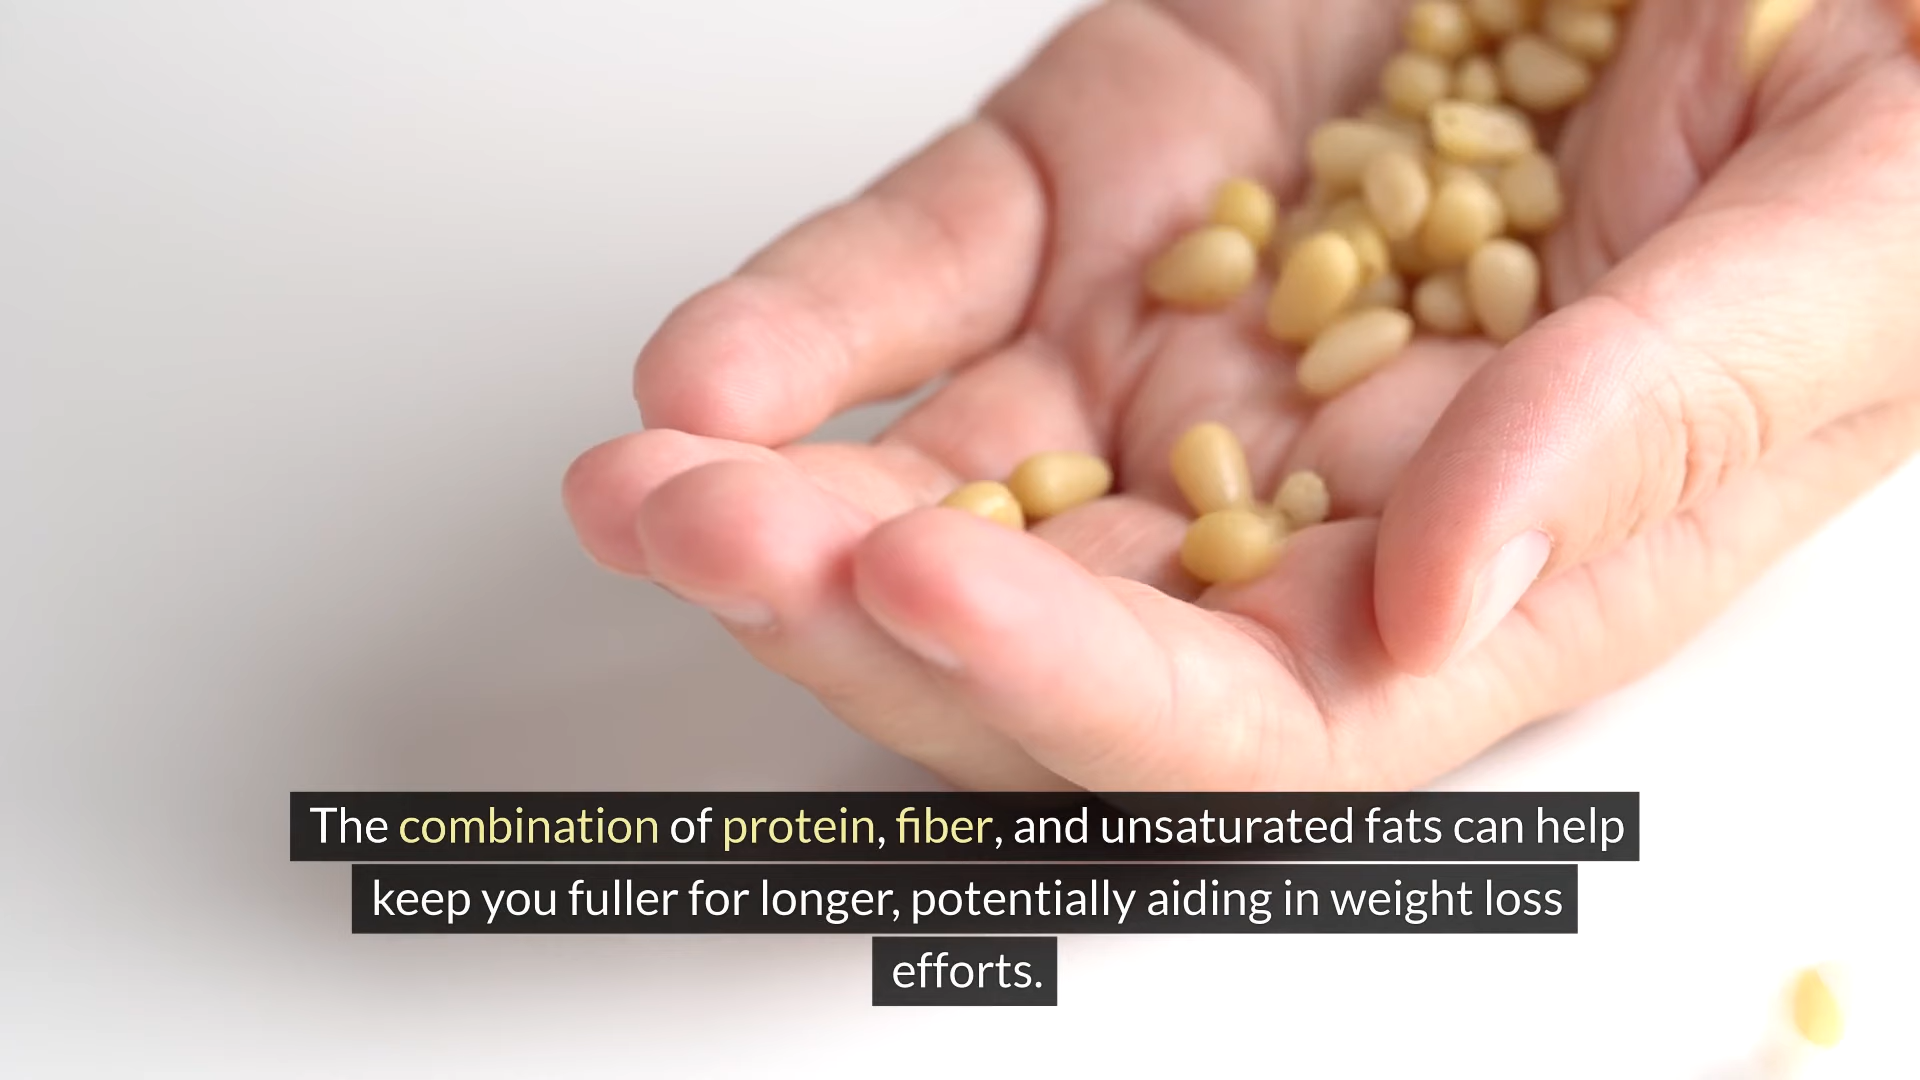 The combination of protein, fiber, and unsaturated fats can help
keep you fuller for longer, potentially aiding in weight loss
efforts.